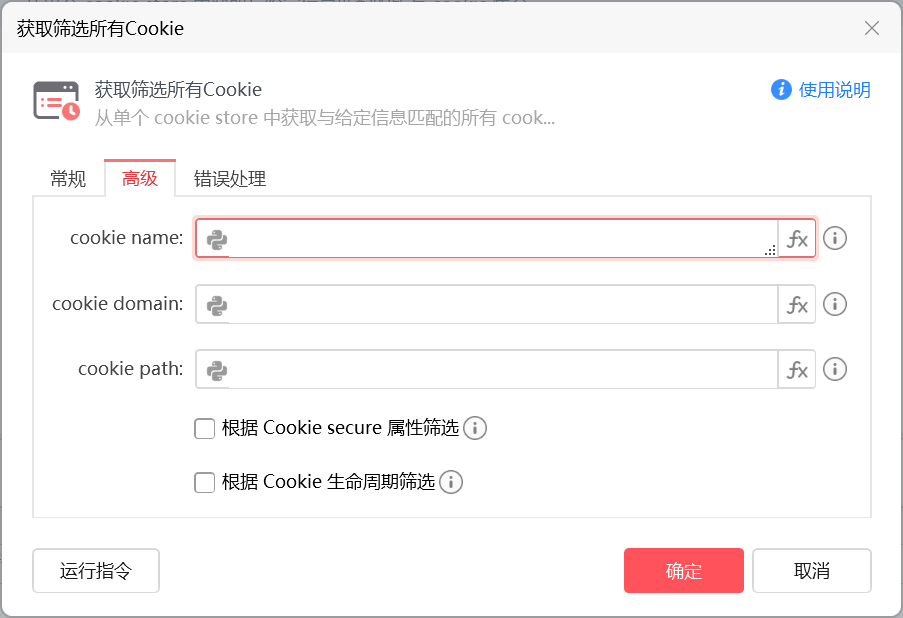 获取筛选所有Cookie
获取筛选所有Cookie
使用说明
从单个 cookie store 中获取与给定信息匹配的所有 cook...
常规 高级 错误处理
cookie name:
fx
cookie domain:
fx
cookie path:
fx
根据 Cookie secure 属性筛选
根据 Cookie 生命周期筛选
运行指令 确定 取消